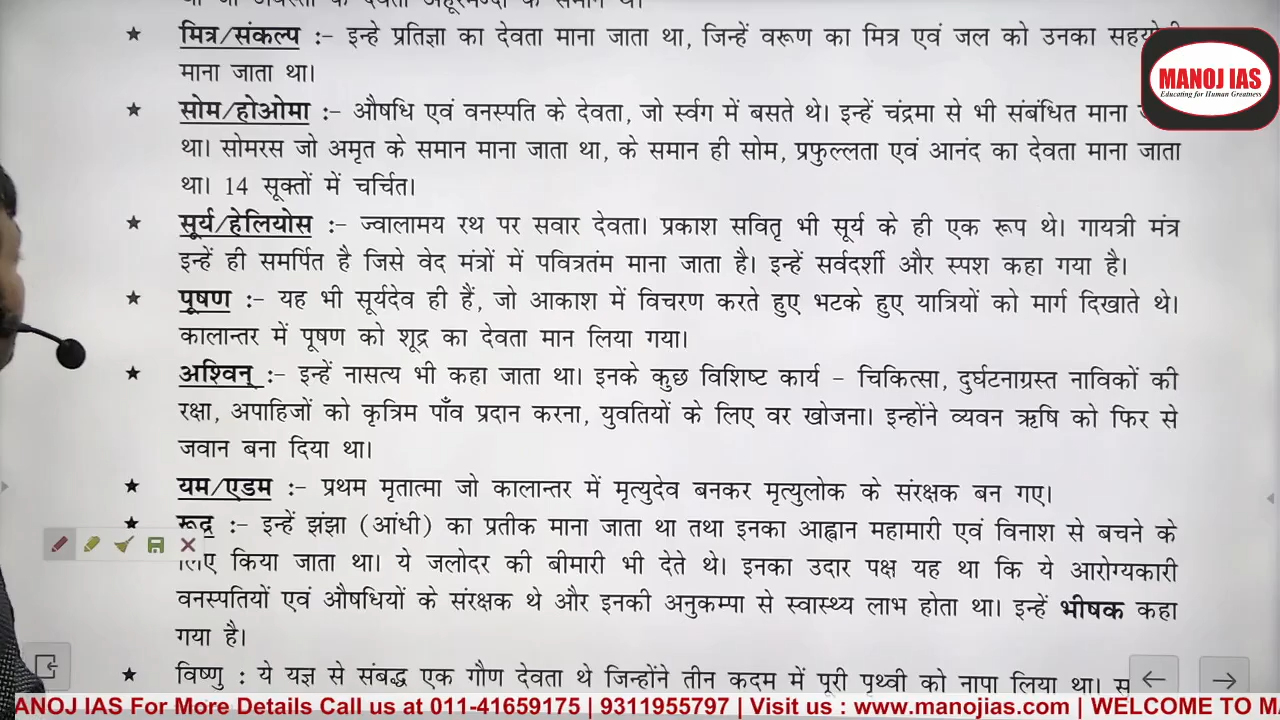 ★ मित्र/संकल्प :- इन्हे प्रतिज्ञा का देवता माना जाता था, जिन्हें वरूण का मित्र एवं जल को उनका
माना जाता था।
★ सोम/होओमा :- औषधि एवं वनस्पति के देवता, जो र्स्वग में बसते थे। इन्हें चंद्रमा से भी संबंधित माना
था। सोमरस जो अमृत के समान माना जाता था, के समान ही सोम, प्रफुल्लता एवं आनंद का देवता माना जाता
था। 14 सूक्तों में चर्चित।
★ सूर्य/हेलियोस :- ज्वालामय रथ पर सवार देवता। प्रकाश सवितृ भी सूर्य के ही एक रूप थे। गायत्री मंत्र
इन्हें ही समर्पित है जिसे वेद मंत्रों में पवित्रतंम माना जाता है। इन्हें सर्वदर्शी और स्पश कहा गया है।
★ पूषण :- यह भी सूर्यदेव ही हैं, जो आकाश में विचरण करते हुए भटके हुए यात्रियों को मार्ग दिखाते थे।
कालान्तर में पूषण को शूद्र का देवता मान लिया गया।
★ अश्विन् :- इन्हें नासत्य भी कहा जाता था। इनके कुछ विशिष्ट कार्य – चिकित्सा, दुर्घटनाग्रस्त नाविकों की
रक्षा, अपाहिजों को कृत्रिम पाँव प्रदान करना, युवतियों के लिए वर खोजना। इन्होंने व्यवन ऋषि को फिर से
जवान बना दिया था।
★ यम/एडम :- प्रथम मृतात्मा जो कालान्तर में मृत्युदेव बनकर मृत्युलोक के संरक्षक बन गए।
★ रूद्र :- इन्हें झंझा (आंधी) का प्रतीक माना जाता था तथा इनका आह्वान महामारी एवं विनाश से बचने के
लिए किया जाता था। ये जलोदर की बीमारी भी देते थे। इनका उदार पक्ष यह था कि ये आरोग्यकारी
वनस्पतियों एवं औषधियों के संरक्षक थे और इनकी अनुकम्पा से स्वास्थ्य लाभ होता था। इन्हें भीषक कहा
गया है।
★ विष्णु : ये यज्ञ से संबद्ध एक गौण देवता थे जिन्होंने तीन कदम में पूरी पृथ्वी को नापा लिया था।
MANOJ IAS
Educating for Human Greatness
ANOJ IAS For More Details Call us at 011-41659175 | 9311955797 | Visit us : www.manojias.com | WELCOME TO MA